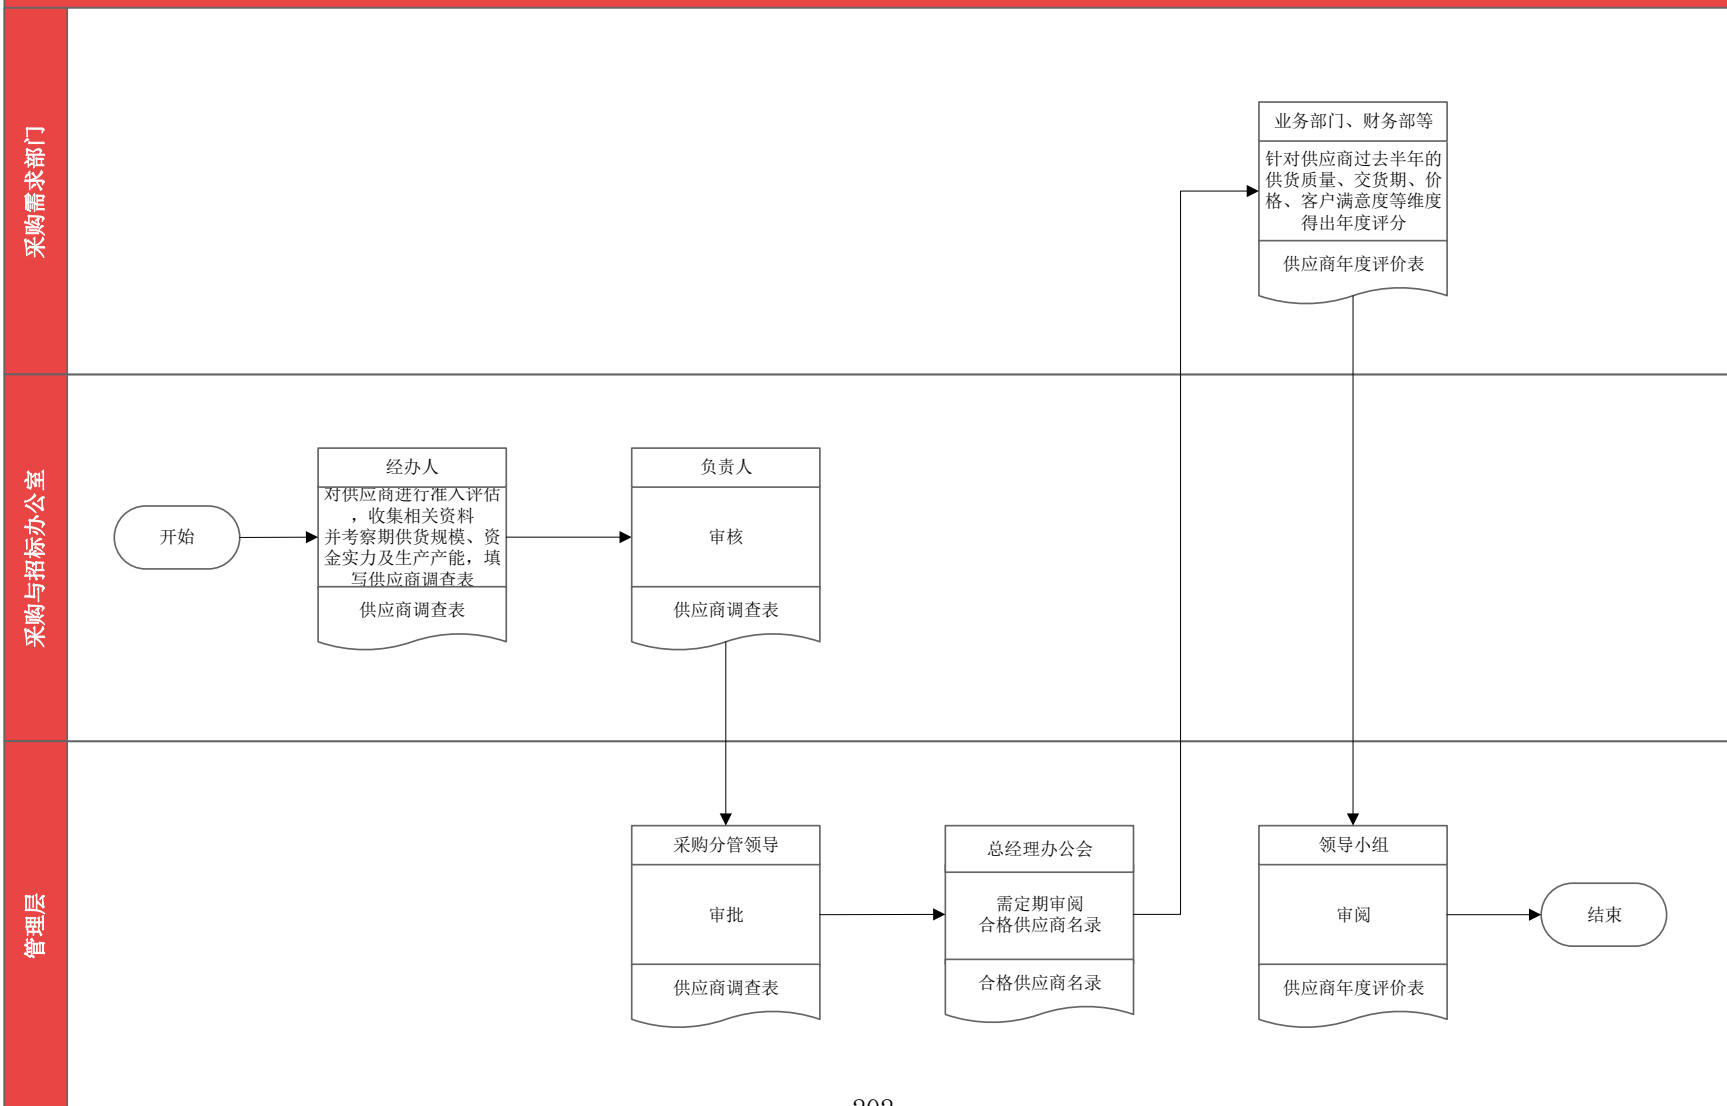 采购需求部门
业务部门、财务部等
针对供应商过去半年的
供货质量、交货期、价
格、客户满意度等维度
得出年度评分
供应商年度评价表
采购与招标办公室
开始
经办人
对供应商进行准入评估
，收集相关资料
并考察期供货规模、资
金实力及生产产能，填
写供应商调查表
供应商调查表
负责人
审核
供应商调查表
管理层
采购分管领导
审批
供应商调查表
总经理办公会
需定期审阅
合格供应商名录
合格供应商名录
领导小组
审阅
供应商年度评价表
结束